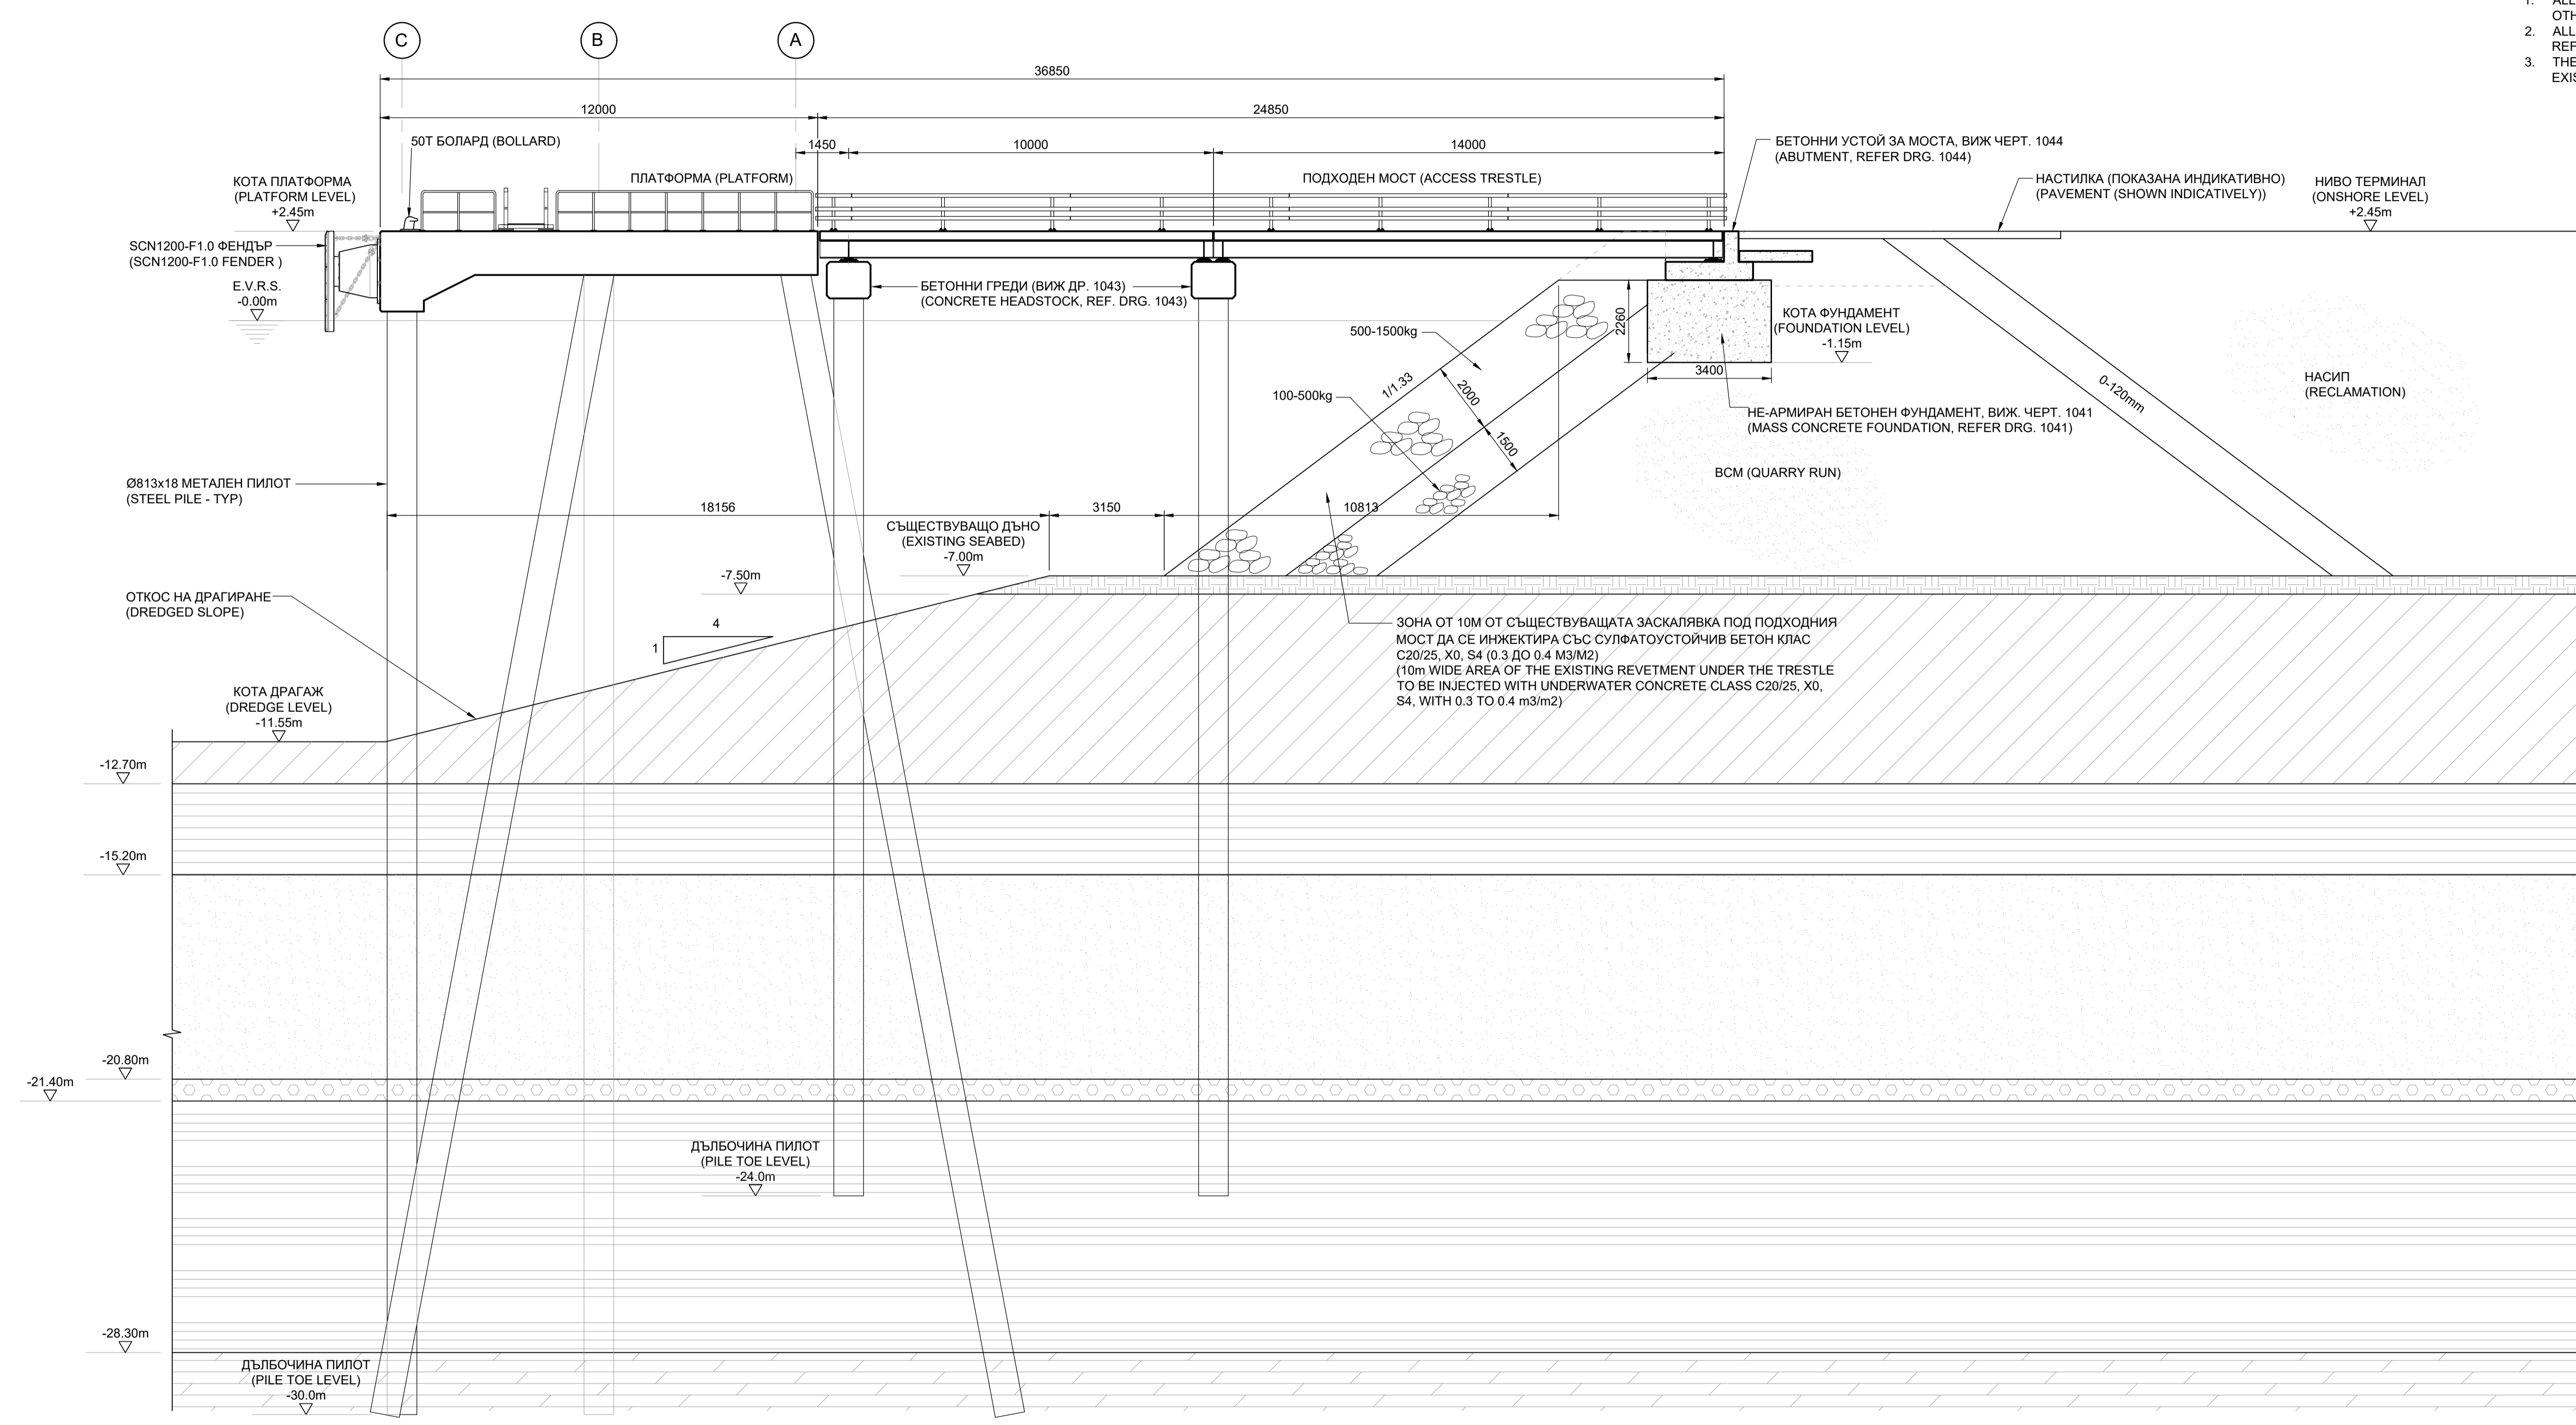 1. ALL
OTH
2. ALL
REF
3. THE
EXIS
C
B
A
36850
12000
24850
1450
10000
14000
50Т БОЛАРД (BOLLARD)
ПЛАТФОРМА (PLATFORM)
ПОДХОДЕН МОСТ (ACCESS TRESTLE)
БЕТОННИ УСТОЙ ЗА МОСТА, ВИЖ ЧЕРТ. 1044
(ABUTMENT, REFER DRG. 1044)
НАСТИЛКА (ПОКАЗАНА ИНДИКАТИВНО)
(PAVEMENT (SHOWN INDICATIVELY))
НИВО ТЕРМИНАЛ
(ONSHORE LEVEL)
+2.45m
КОТА ПЛАТФОРМА
(PLATFORM LEVEL)
+2.45m
SCN1200-F1.0 ФЕНДЪР
(SCN1200-F1.0 FENDER )
E.V.R.S.
-0.00m
БЕТОННИ ГРЕДИ (ВИЖ ДР. 1043)
(CONCRETE HEADSTOCK, REF. DRG. 1043)
500-1500kg
2260
КОТА ФУНДАМЕНТ
(FOUNDATION LEVEL)
-1.15m
3400
100-500kg
1/1.33
2000
1500
0-120mm
НАСИП
(RECLAMATION)
НЕ-АРМИРАН БЕТОНЕН ФУНДАМЕНТ, ВИЖ. ЧЕРТ. 1041
(MASS CONCRETE FOUNDATION, REFER DRG. 1041)
ВСМ (QUARRY RUN)
Ø813x18 МЕТАЛЕН ПИЛОТ
(STEEL PILE - TYP)
18156
3150
10813
СЪЩЕСТВУВАЩО ДЪНО
(EXISTING SEABED)
-7.00m
-7.50m
ОТКОС НА ДРАГИРАНЕ
(DREDGED SLOPE)
4
1
ЗОНА ОТ 10М ОТ СЪЩЕСТВУВАЩАТА ЗАСКАЛЯВКА ПОД ПОДХОДНИЯ
МОСТ ДА СЕ ИНЖЕКТИРА СЪС СУЛФАТОУСТОЙЧИВ БЕТОН КЛАС
C20/25, X0, S4 (0.3 ДО 0.4 М3/М2)
(10m WIDE AREA OF THE EXISTING REVETMENT UNDER THE TRESTLE
TO BE INJECTED WITH UNDERWATER CONCRETE CLASS C20/25, X0,
S4, WITH 0.3 TO 0.4 m3/m2)
КОТА ДРАГАЖ
(DREDGE LEVEL)
-11.55m
-12.70m
-15.20m
-20.80m
-21.40m
ДЪЛБОЧИНА ПИЛОТ
(PILE TOE LEVEL)
-24.0m
-28.30m
ДЪЛБОЧИНА ПИЛОТ
(PILE TOE LEVEL)
-30.0m